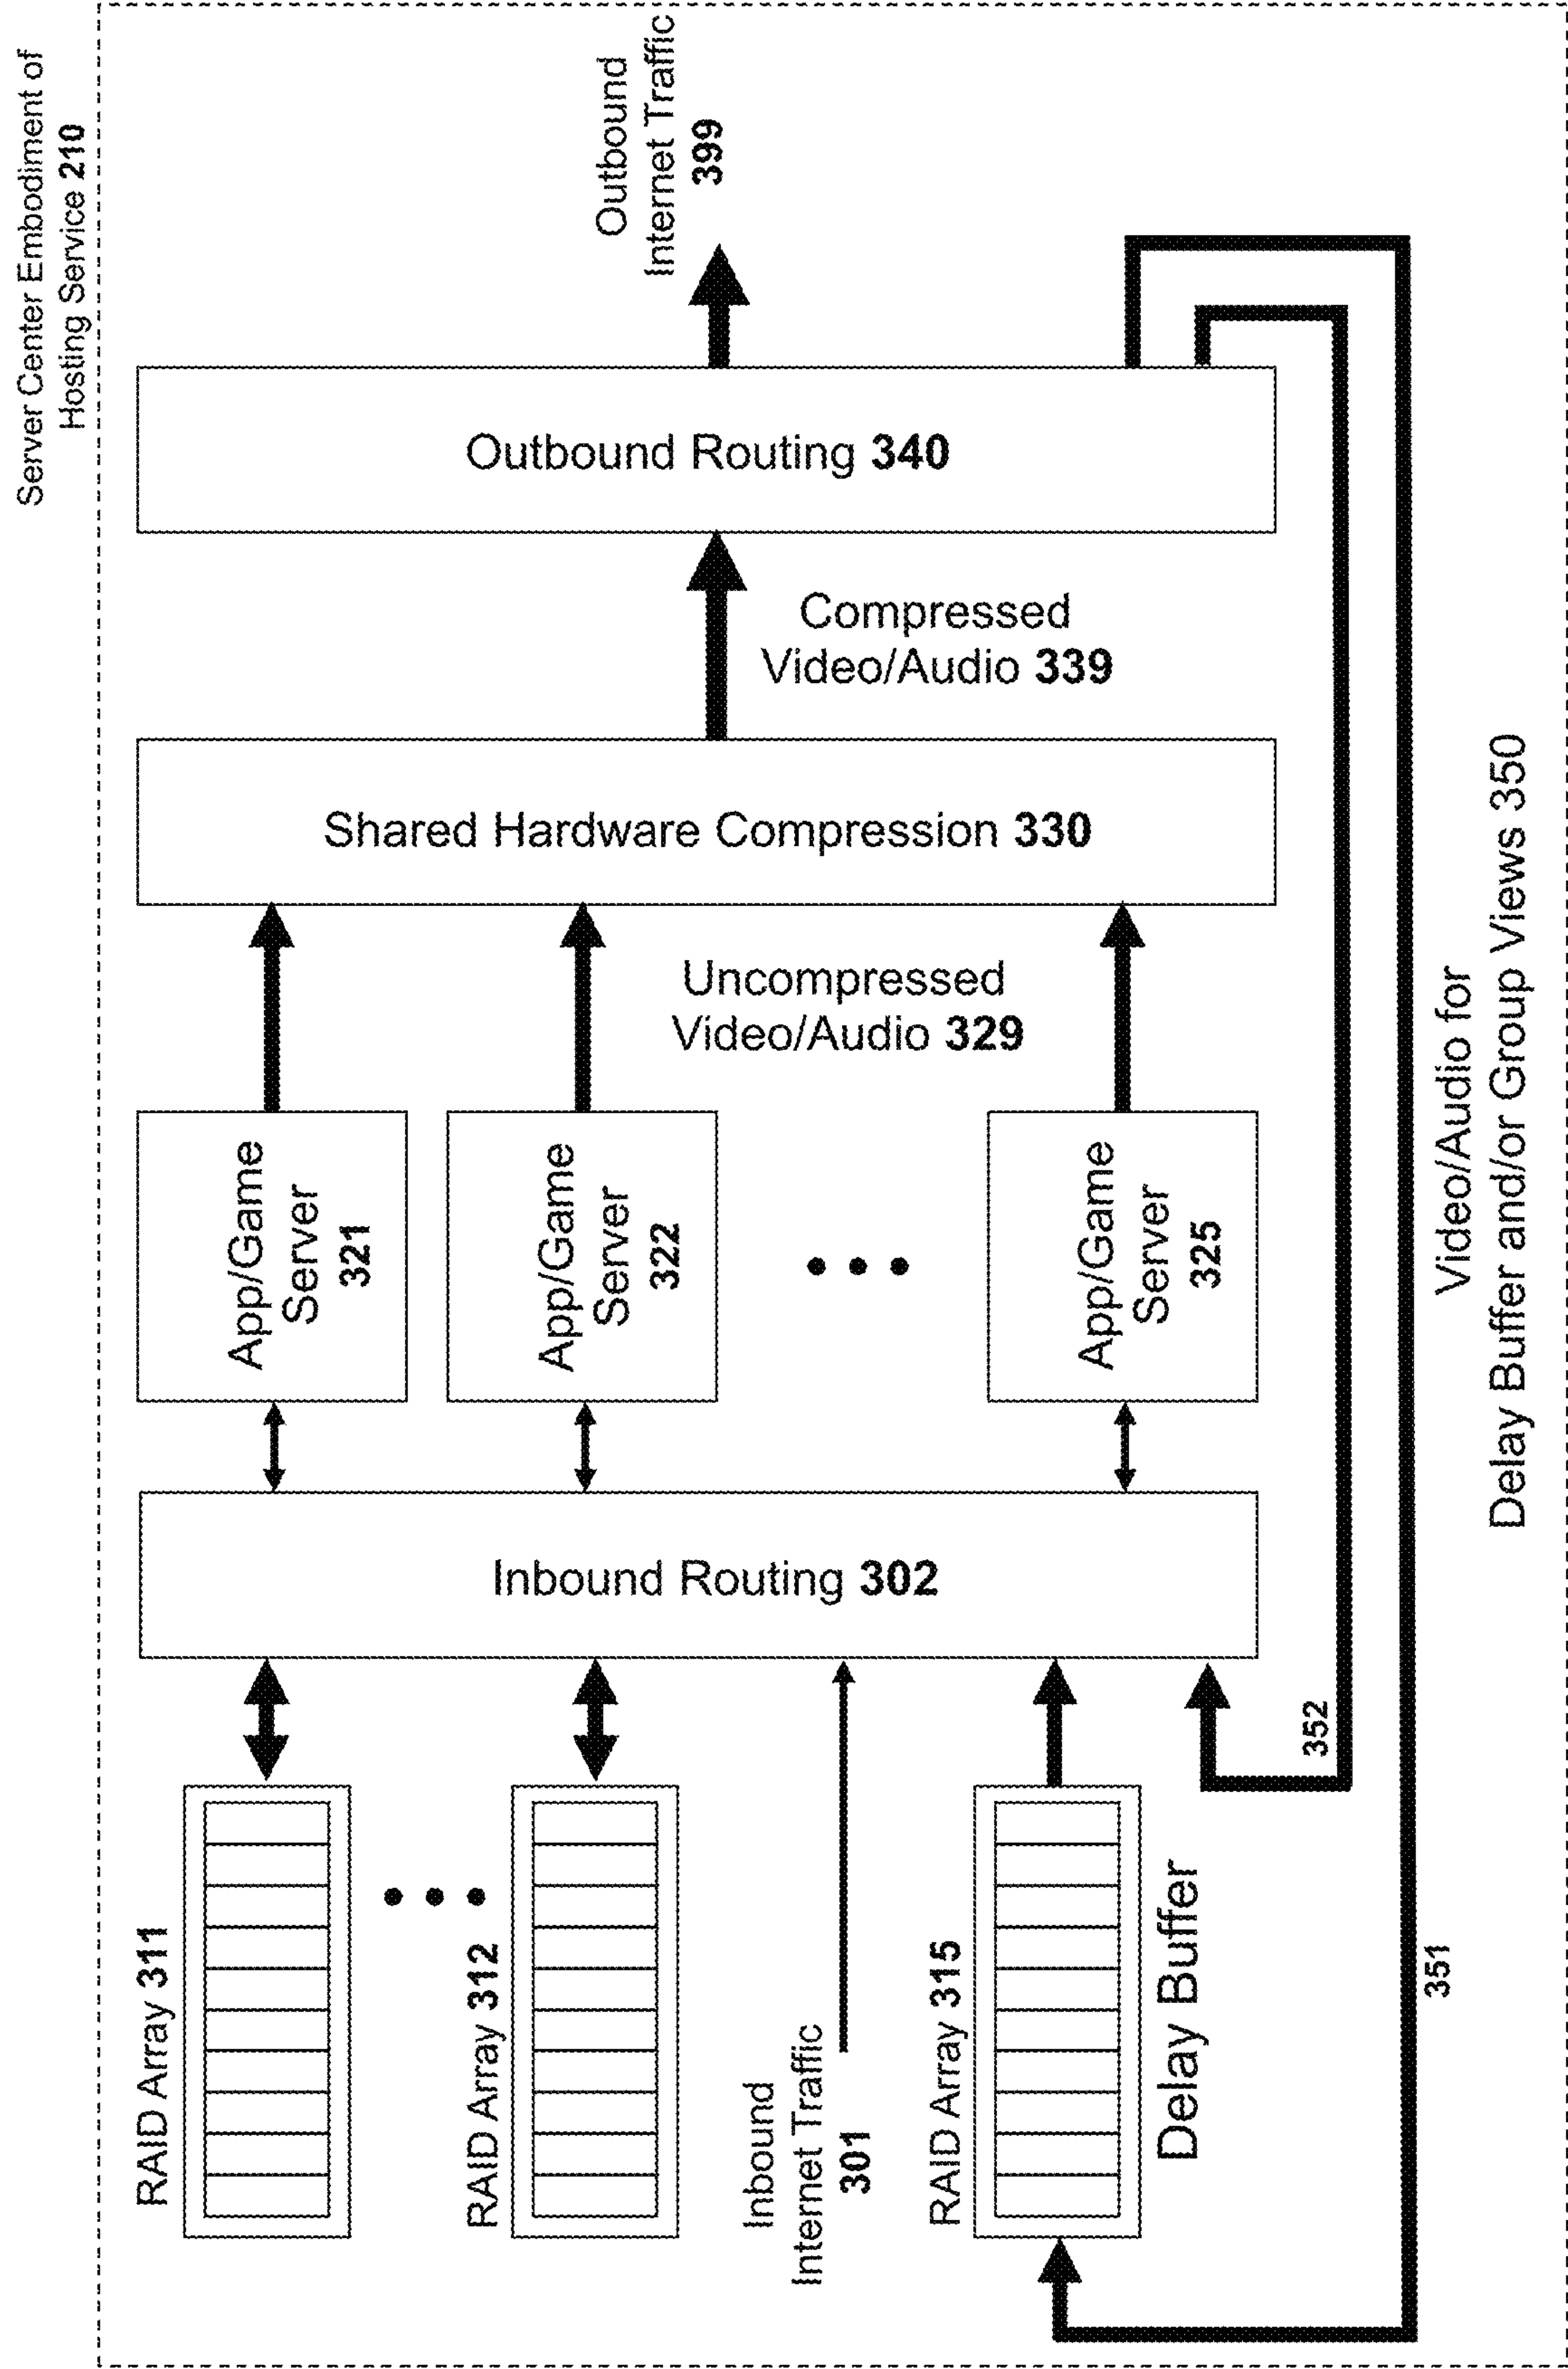 Server Center Embodiment of
Hosting Service 210
RAID Array 311
RAID Array 312
Inbound
Internet Traffic
301
RAID Array 315
Delay Buffer
Inbound Routing 302
App/Game
Server
321
App/Game
Server
322
App/Game
Server
325
Uncompressed
Video/Audio 329
Shared Hardware Compression 330
Compressed
Video/Audio 339
Outbound Routing 340
Outbound
Internet Traffic
399
352
351
Video/Audio for
Delay Buffer and/or Group Views 350